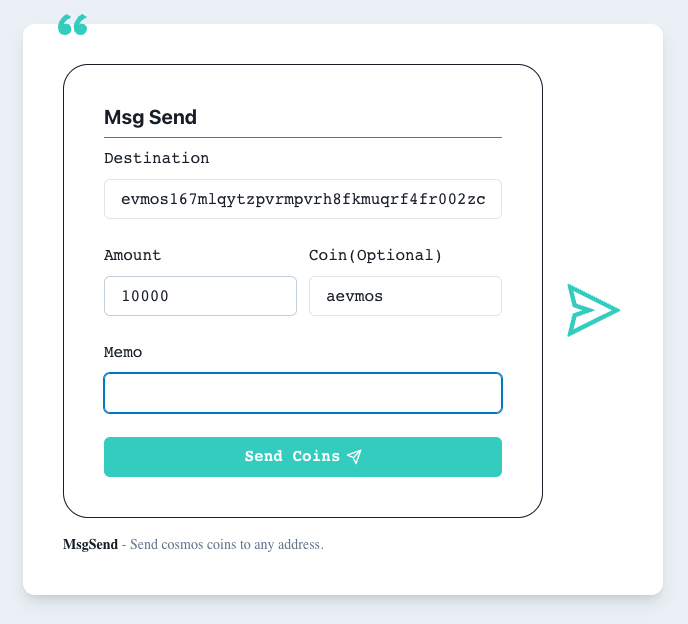 “
Msg Send
Destination
evmos167mlqytzpvrmpvrh8fkmuqrf4fr002zc
Amount Coin(Optional)
10000 aevmos
Memo
Send Coins
MsgSend - Send cosmos coins to any address.